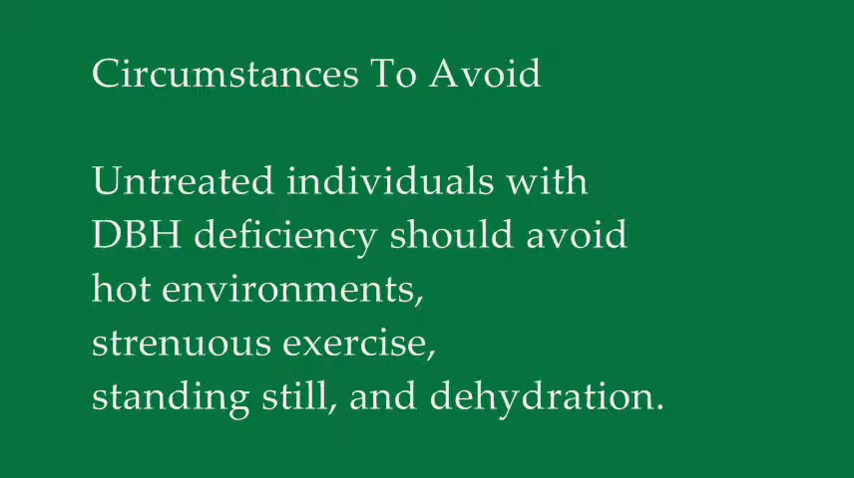 Circumstances To Avoid
Untreated individuals with
DBH deficiency should avoid
hot environments,
strenuous exercise,
standing still, and dehydration.